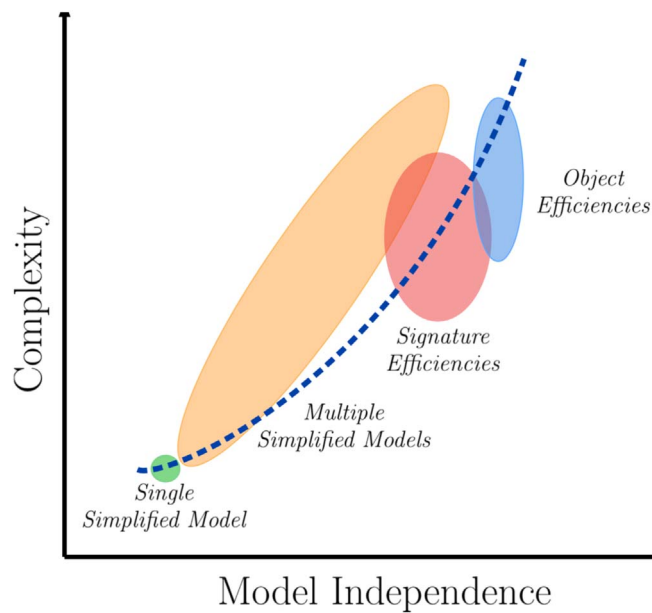 Complexity
Object
Efficiencies
Signature
Efficiencies
Multiple
Simplified Models
Single
Simplified Model
Model Independence